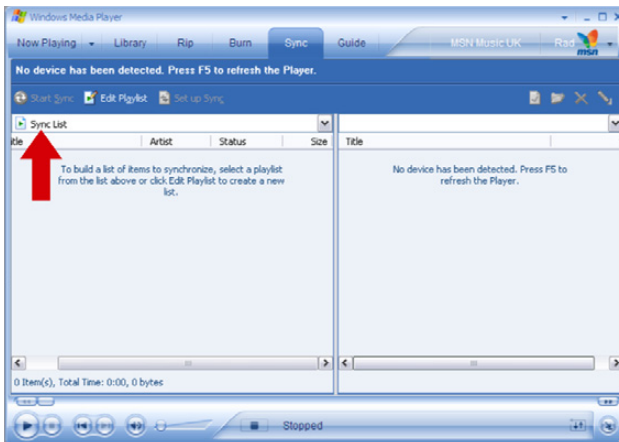 Windows Media Player
Now Playing Library Rip Burn Sync Guide MSN Music UK Rad
msn
No device has been detected. Press F5 to refresh the Player.
Start Sync Edit Playlist Set up Sync
Sync List
itle Artist Status Size Title
To build a list of items to synchronize, select a playlist
from the list above or click Edit Playlist to create a new
list.
No device has been detected. Press F5 to
refresh the Player.
0 Item(s), Total Time: 0:00, 0 bytes
Stopped